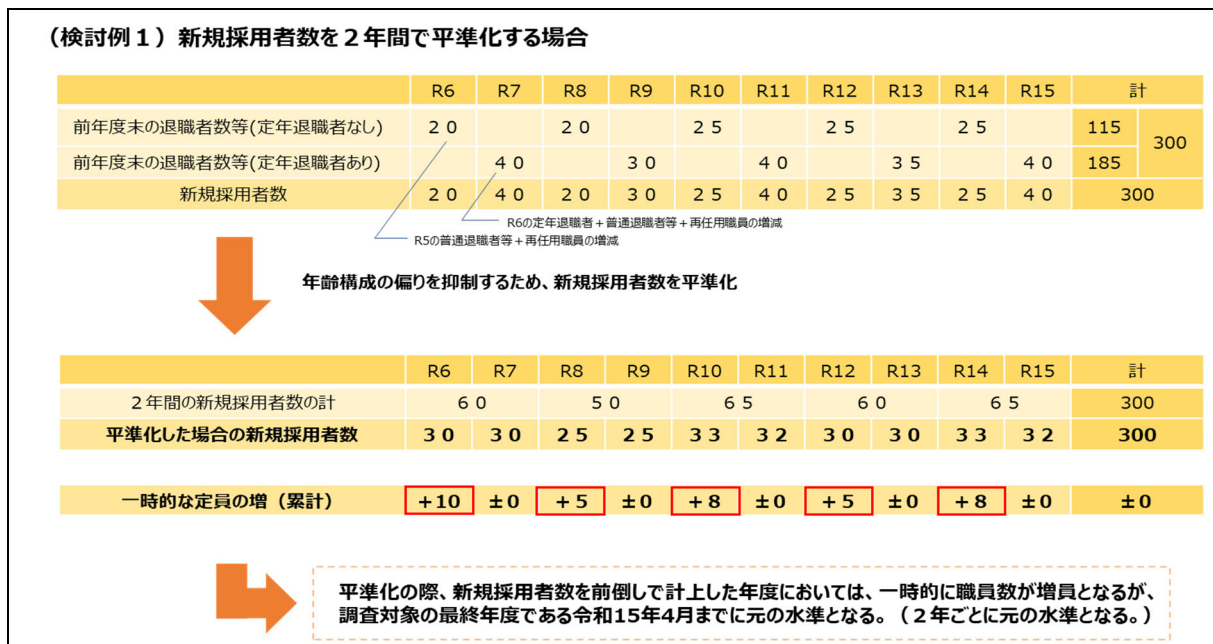 （検討例１）新規採用者数を２年間で平準化する場合
R6 R7 R8 R9 R10 R11 R12 R13 R14 R15 計
前年度末の退職者数等(定年退職者なし) ２０ ２０ ２５ ２５ ２５ 115 300
前年度末の退職者数等(定年退職者あり) ４０ ３０ ４０ ３５ ４０ 185
新規採用者数 ２０ ４０ ２０ ３０ ２５ ４０ ２５ ３５ ２５ ４０ 300
R6の定年退職者＋普通退職者等＋再任用職員の増減
R5の普通退職者等＋再任用職員の増減
年齢構成の偏りを抑制するため、新規採用者数を平準化
R6 R7 R8 R9 R10 R11 R12 R13 R14 R15 計
２年間の新規採用者数の計 ６０ ５０ ６５ ６０ ６５ 300
平準化した場合の新規採用者数 ３０ ３０ ２５ ２５ ３３ ３２ ３０ ３０ ３３ ３２ 300
一時的な定員の増（累計） ＋10 ±０ ＋５ ±０ ＋８ ±０ ＋５ ±０ ＋８ ±０ ±０
平準化の際、新規採用者数を前倒しで計上した年度においては、一時的に職員数が増員となるが、
調査対象の最終年度である令和15年4月までに元の水準となる。（２年ごとに元の水準となる。）